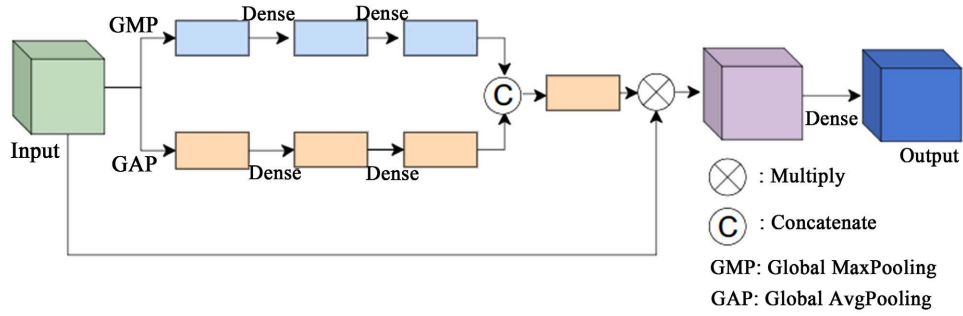 GMP
Dense
Dense
C
Input
GAP
Dense
Dense
Dense
Output
: Multiply
C : Concatenate
GMP: Global MaxPooling
GAP: Global AvgPooling